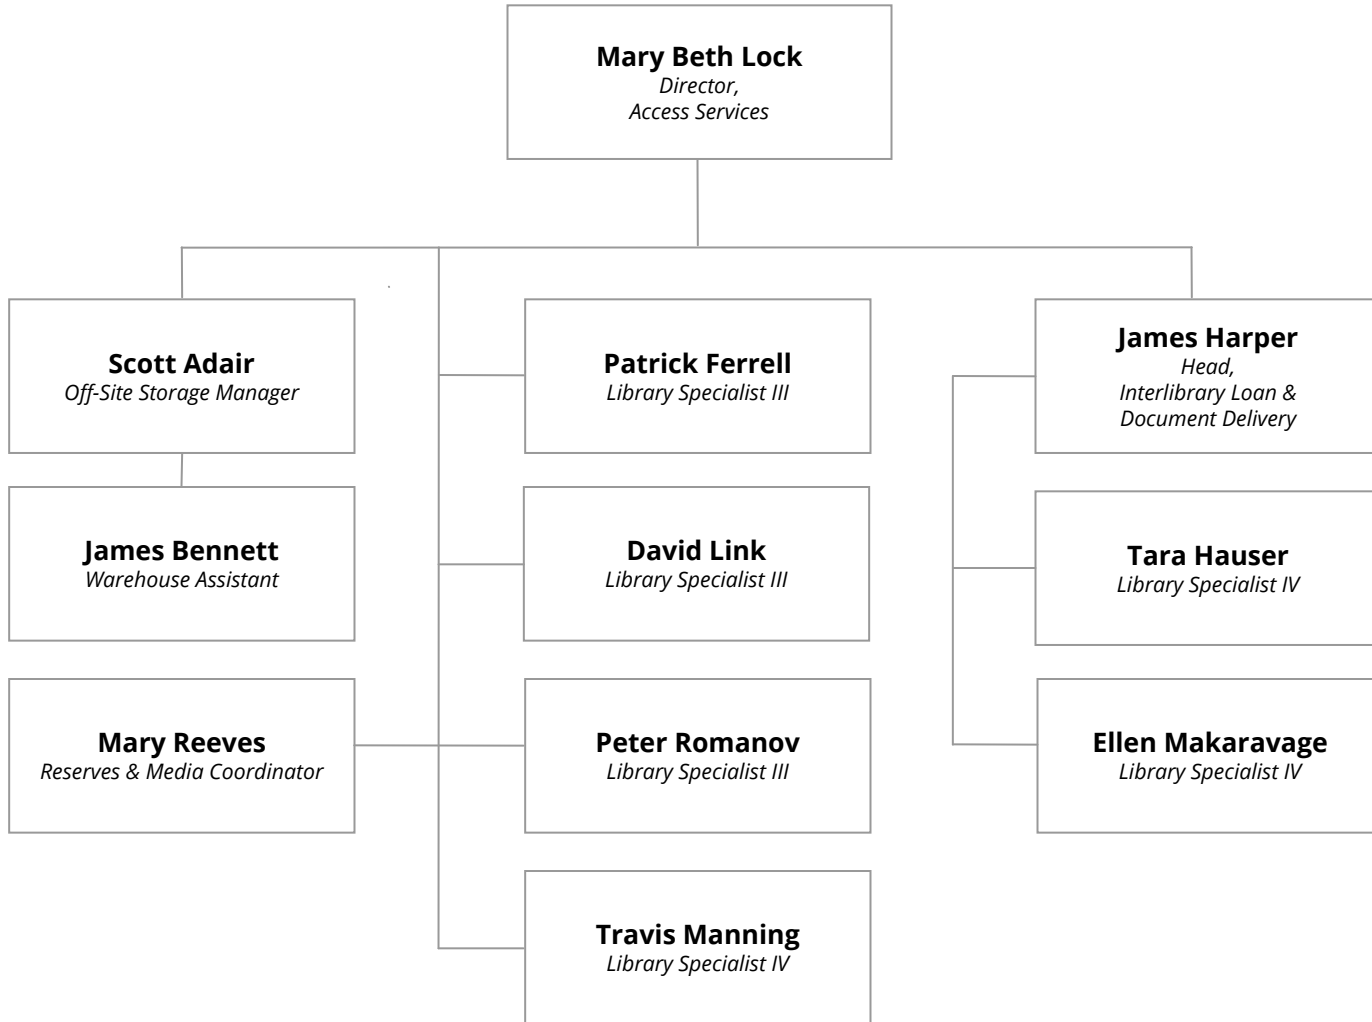 Mary Beth Lock
Director,
Access Services
Scott Adair
Off-Site Storage Manager
Patrick Ferrell
Library Specialist III
James Harper
Head,
Interlibrary Loan &
Document Delivery
James Bennett
Warehouse Assistant
David Link
Library Specialist III
Tara Hauser
Library Specialist IV
Mary Reeves
Reserves & Media Coordinator
Peter Romanov
Library Specialist III
Ellen Makaravage
Library Specialist IV
Travis Manning
Library Specialist IV